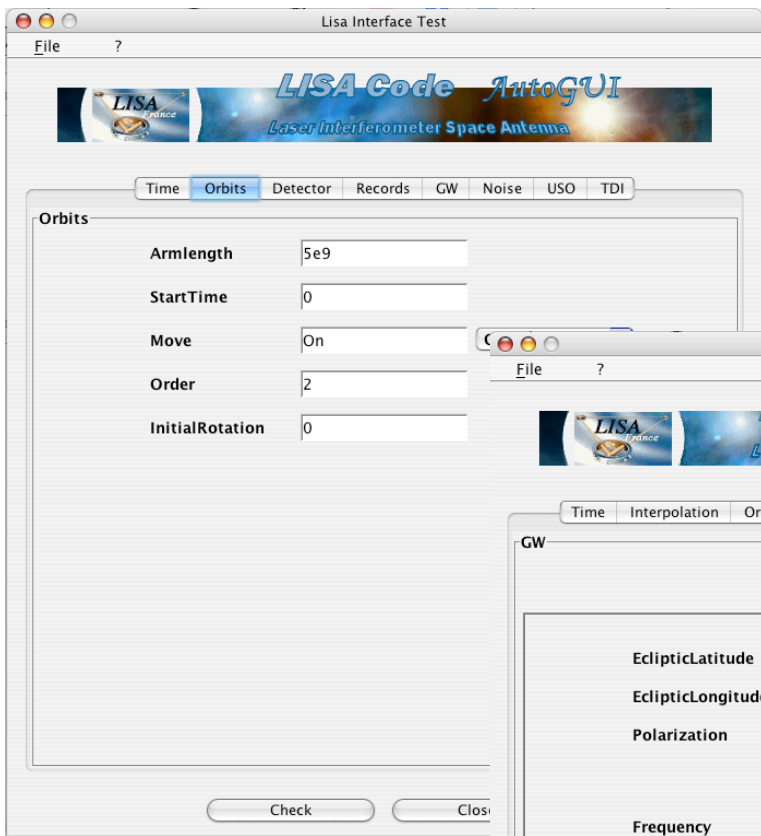 Lisa Interface Test
File ?
LISA Code AutoGUI
LISA
France
Laser Interferometer Space Antenna
Time Orbits Detector Records GW Noise USO TDI
Orbits
Armlength 5e9
StartTime 0
Move On
Order 2
InitialRotation 0
Check
File ?
LISA
France
Time Interpolation
GW
EclipticLatitude
Polarization
Frequency